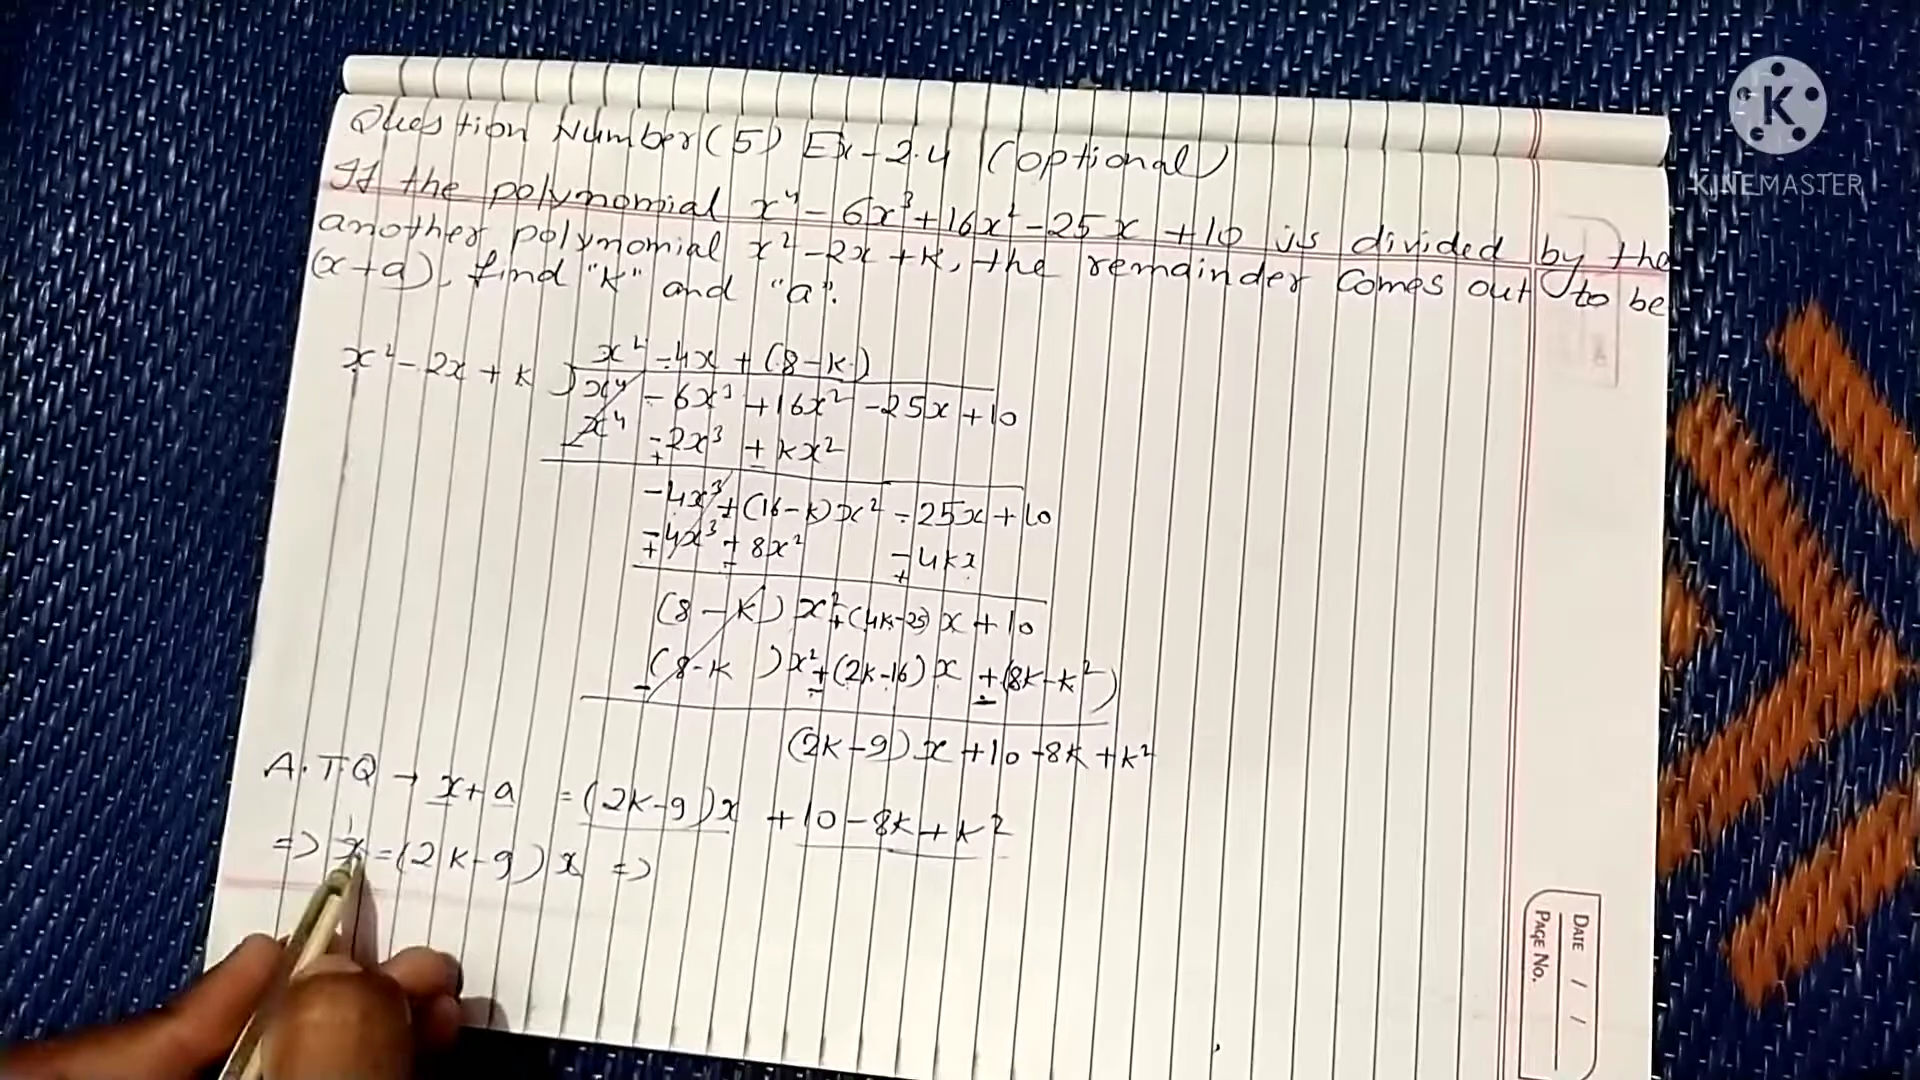 Question Number (5) Ex-2.4 (Optional)
If the polynomial x⁴ - 6x³ + 16x² - 25x + 10 is divided by the
another polynomial x² - 2x + k, the remainder comes out to be
(x+a), find "k" and "a".
x² - 4x + (8-k)
x² - 2x + k ) x⁴ - 6x³ + 16x² - 25x + 10
x⁴ - 2x³ + kx²
- + -
-4x³ + (16-k)x² - 25x + 10
-4x³ + 8x² - 4kx
+ - +
(8-k)x² + (4k-25)x + 10
(8-k)x² + (2k-16)x + (8k-k²)
- - -
(2k-9)x + 10 - 8k + k²
A.T.Q → x+a = (2k-9)x + 10 - 8k + k²
=> x = (2k-9)x =>
K
KINEMASTER
DATE / /
PAGE NO.